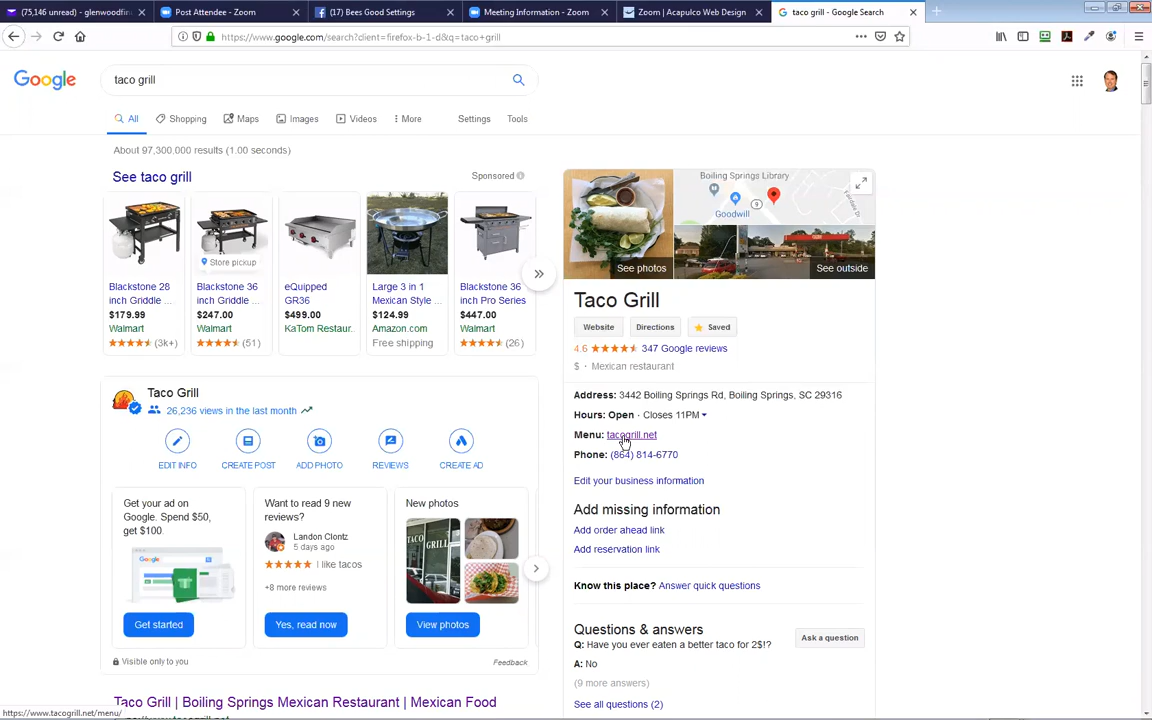 (75,146 unread) - glenwoodfir
Post Attendee - Zoom
(17) Bees Good Settings
Meeting Information - Zoom
Zoom | Acapulco Web Design
taco grill - Google Search
https://www.google.com/search?client=firefox-b-1-d&q=taco+grill
Google
taco grill
All
Shopping
Maps
Images
Videos
More
Settings
Tools
About 97,300,000 results (1.00 seconds)
See taco grill
Sponsored
Store pickup
Blackstone 28
inch Griddle ...
$179.99
Walmart
(3k+)
Blackstone 36
inch Griddle ...
$247.00
Walmart
(51)
eQuipped
GR36
$499.00
KaTom Restaur..
Large 3 in 1
Mexican Style ...
$124.99
Amazon.com
Free shipping
Blackstone 36
inch Pro Series
$447.00
Walmart
(26)
Taco Grill
26,236 views in the last month
EDIT INFO
CREATE POST
ADD PHOTO
REVIEWS
CREATE AD
Get your ad on
Google. Spend $50,
get $100.
Get started
Want to read 9 new
reviews?
Landon Clontz
5 days ago
I like tacos
+8 more reviews
Yes, read now
New photos
TACO GRILL
View photos
Visible only to you
Feedback
Taco Grill | Boiling Springs Mexican Restaurant | Mexican Food
Boiling Springs Library
Goodwill
9
See photos
See outside
Taco Grill
Website
Directions
Saved
4.6
347 Google reviews
$ · Mexican restaurant
Address: 3442 Boiling Springs Rd, Boiling Springs, SC 29316
Hours: Open · Closes 11PM
Menu: tacogrill.net
Phone: (864) 814-6770
Edit your business information
Add missing information
Add order ahead link
Add reservation link
Know this place? Answer quick questions
Questions & answers
Ask a question
Q: Have you ever eaten a better taco for 2$!?
A: No
(9 more answers)
See all questions (2)
https://www.tacogrill.net/menu/